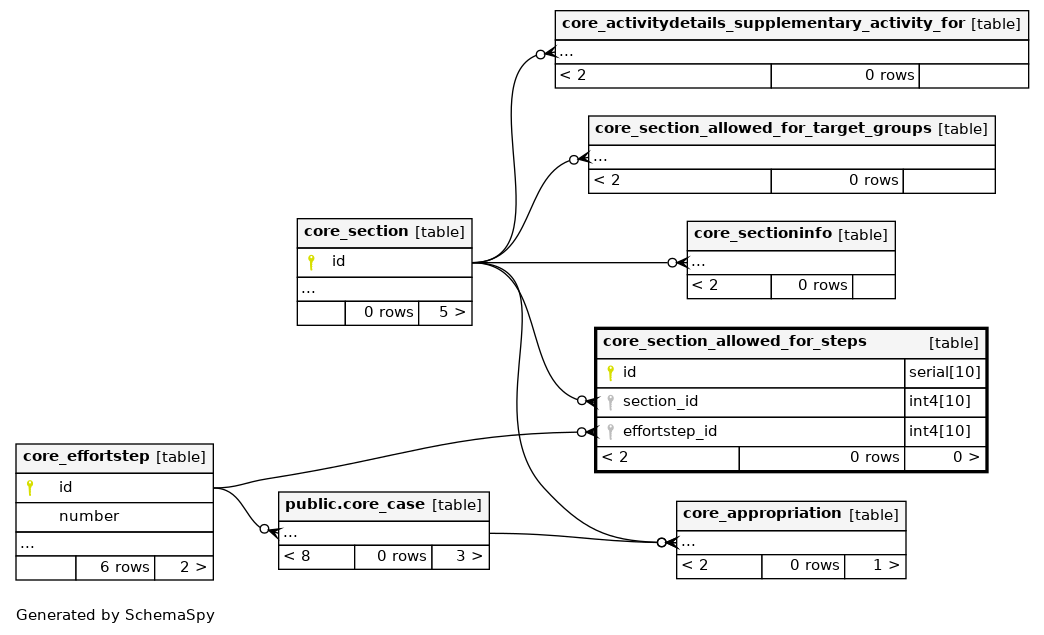 core_activitydetails_supplementary_activity_for [table]
...
< 2 0 rows
core_section_allowed_for_target_groups [table]
...
< 2 0 rows
core_section [table]
id
...
0 rows 5 >
core_sectioninfo [table]
...
< 2 0 rows
core_section_allowed_for_steps [table]
id serial[10]
section_id int4[10]
effortstep_id int4[10]
< 2 0 rows 0 >
core_effortstep [table]
id
number
...
6 rows 2 >
public.core_case [table]
...
< 8 0 rows 3 >
core_appropriation [table]
...
< 2 0 rows 1 >
Generated by SchemaSpy